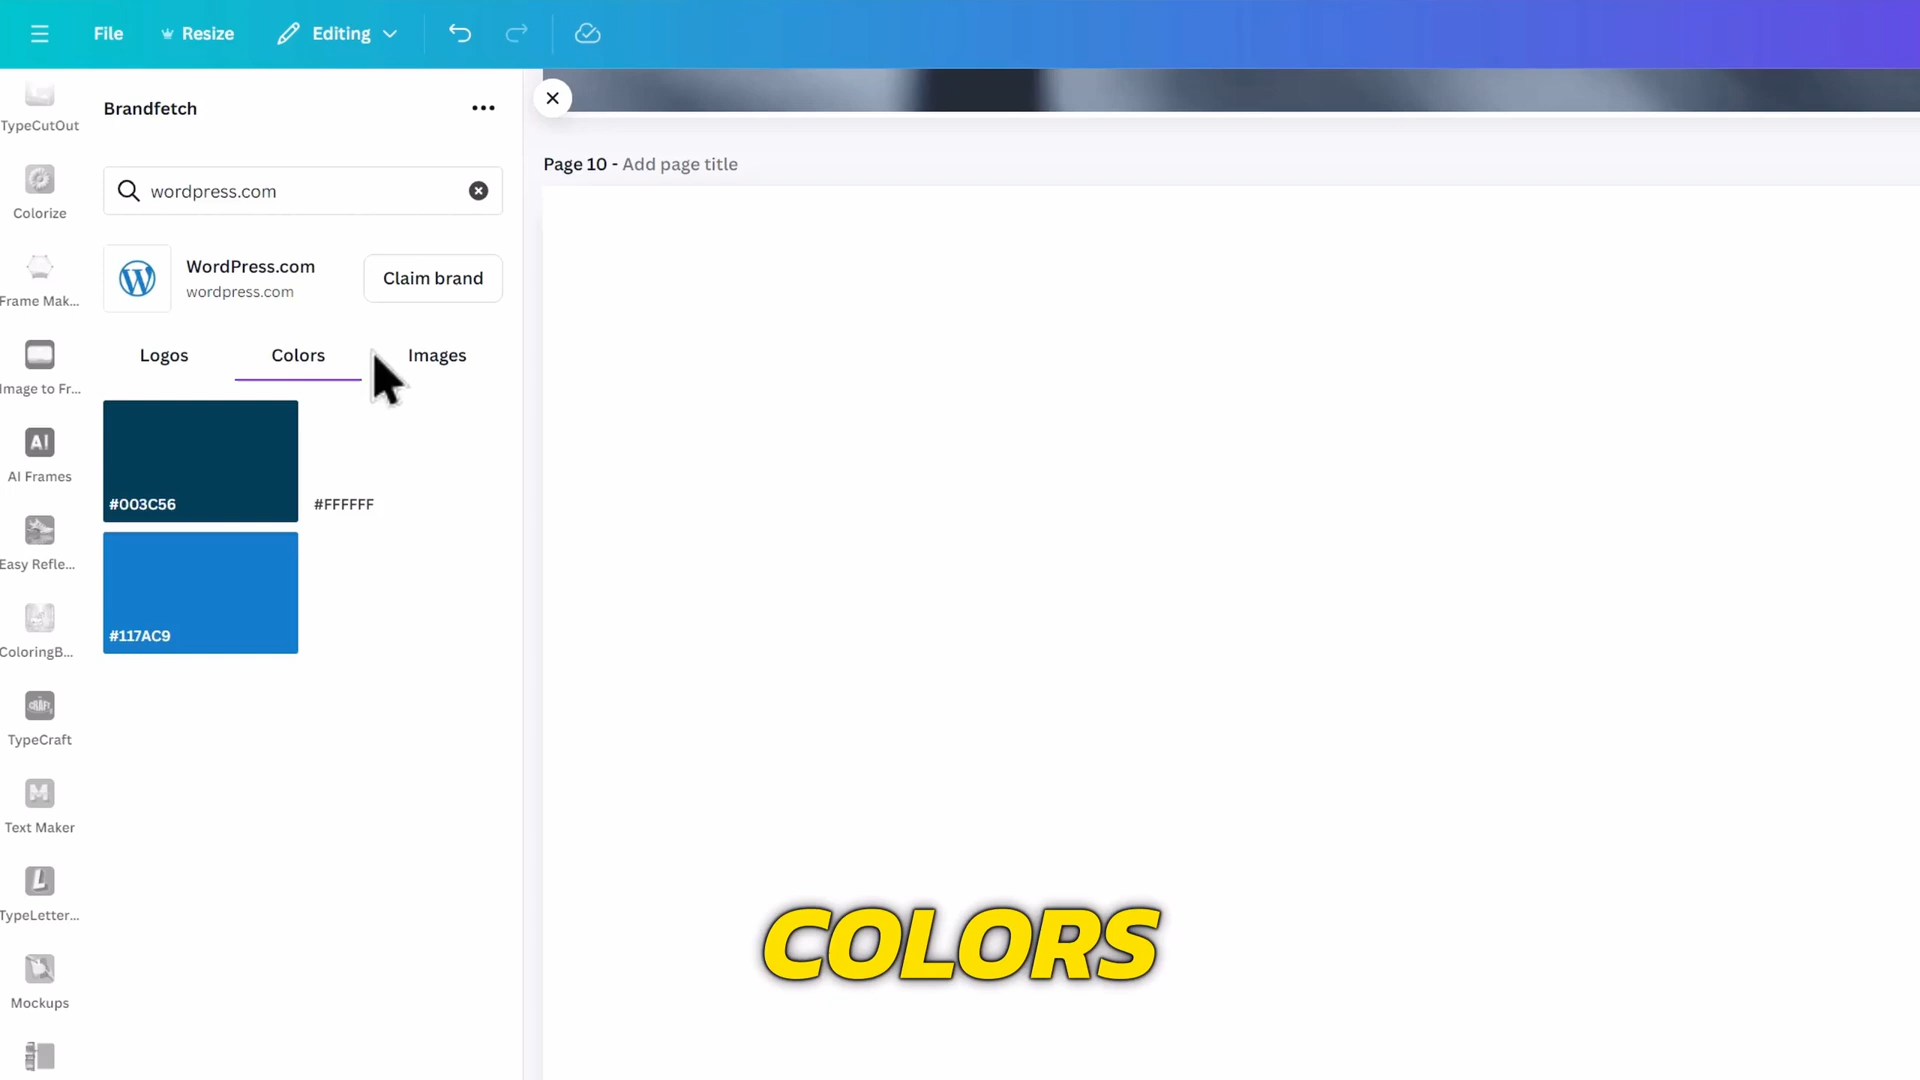 File
Resize
Editing
TypeCutOut
Colorize
Frame Mak...
Image to Fr...
AI
AI Frames
Easy Refle...
ColoringB...
CRAFT
TypeCraft
M
Text Maker
L
TypeLetter...
Mockups
Brandfetch
wordpress.com
W
WordPress.com
wordpress.com
Claim brand
Logos
Colors
Images
#003C56
#FFFFFF
#117AC9
Page 10 - Add page title
COLORS